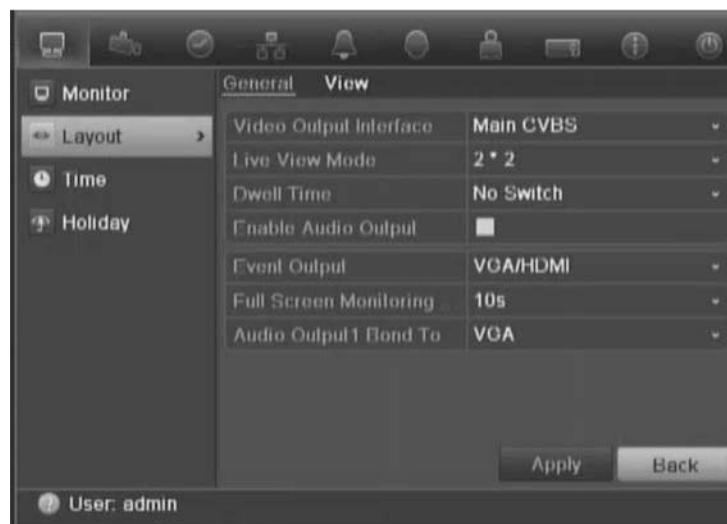 General View
Monitor
Layout
Time
Holiday
Video Output Interface Main CVBS
Live View Mode 2 * 2
Dwell Time No Switch
Enable Audio Output
Event Output VGA/HDMI
Full Screen Monitoring 10s
Audio Output1 Bond To VGA
Apply Back
User: admin